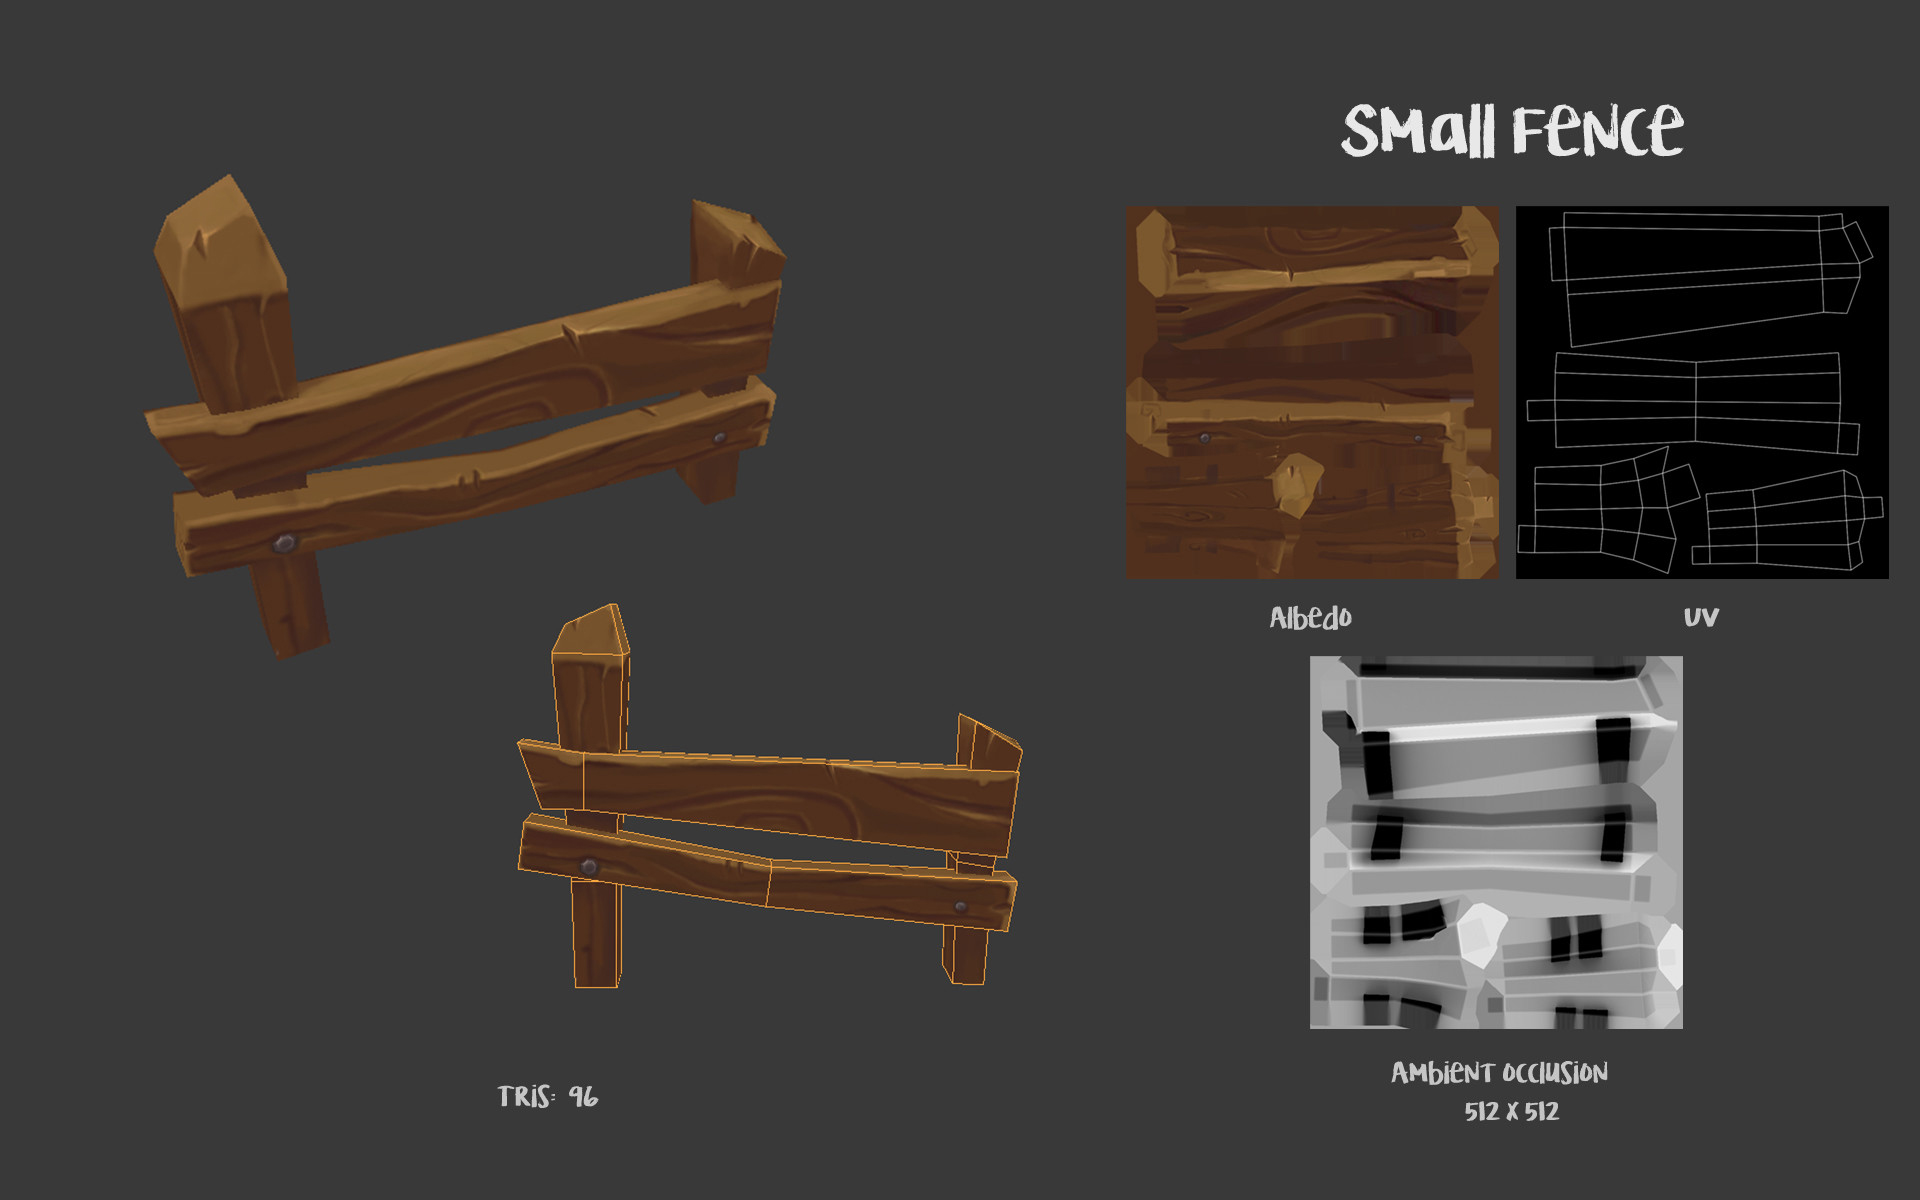 Small Fence
Albedo
UV
Tris: 96
Ambient Occlusion
512 x 512